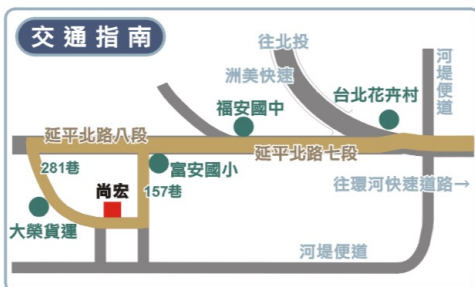 交通指南
往北投
洲美快速
河堤便道
台北花卉村
福安國中
延平北路八段
延平北路七段
281巷
富安國小
157巷
尚宏
往環河快速道路→
大榮貨運
河堤便道